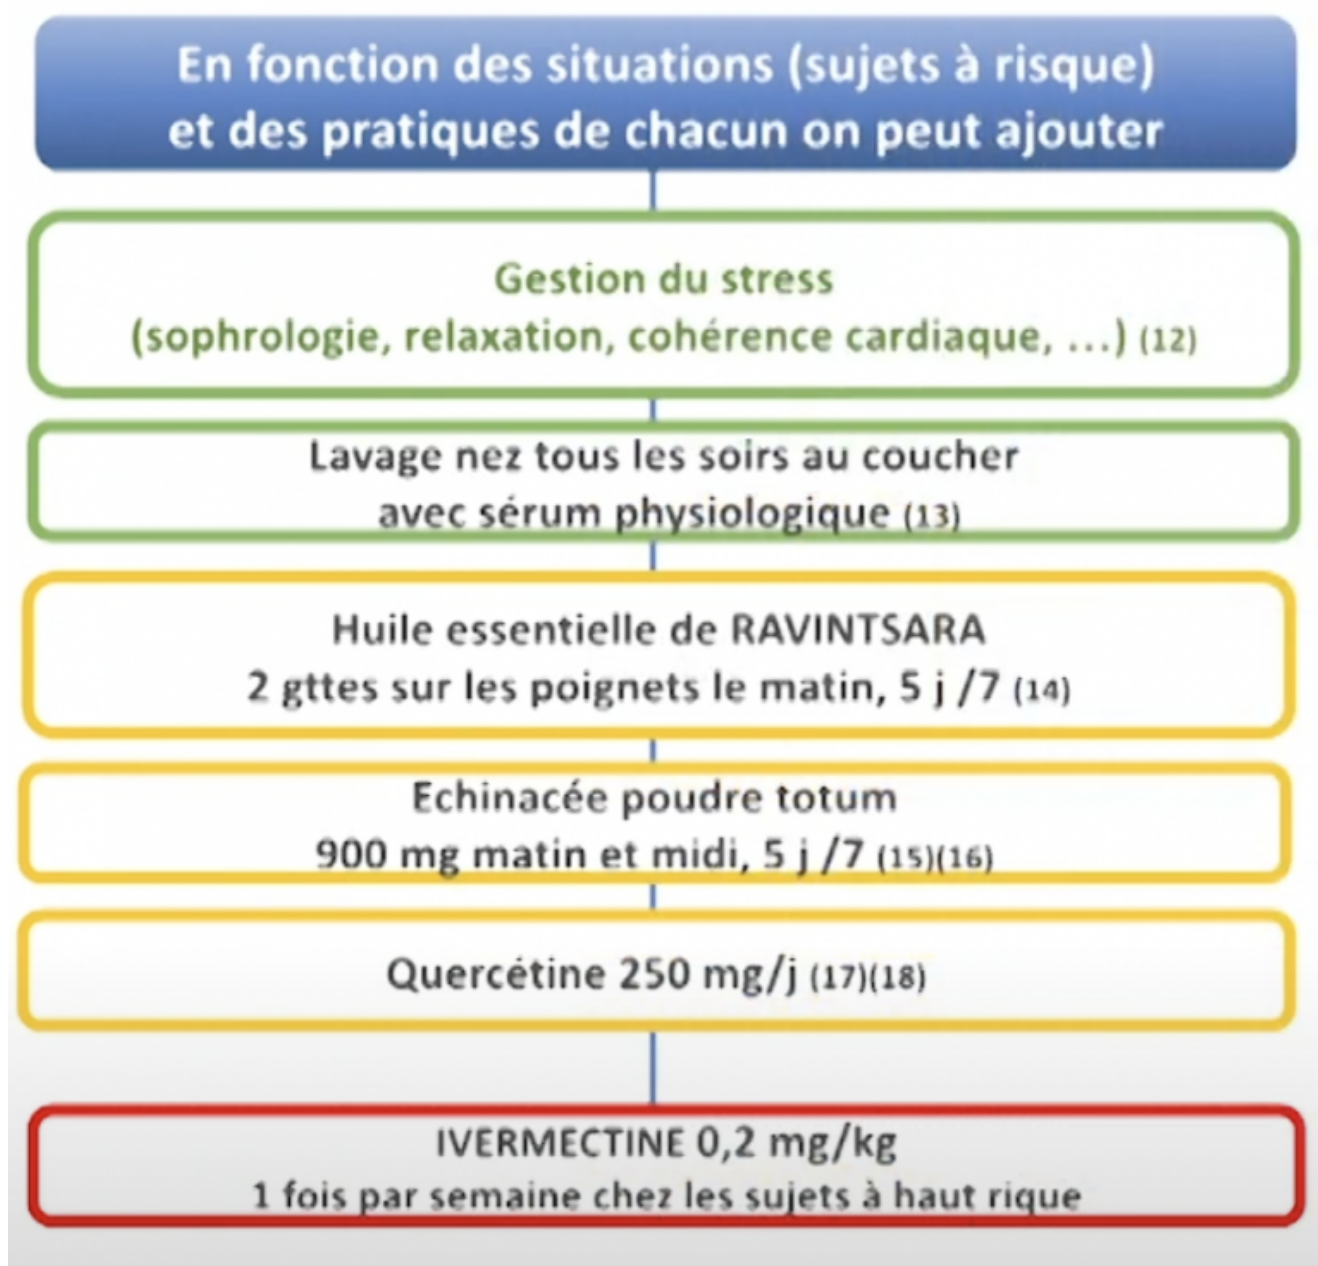 En fonction des situations (sujets à risque)
et des pratiques de chacun on peut ajouter
Gestion du stress
(sophrologie, relaxation, cohérence cardiaque, ...) (12)
Lavage nez tous les soirs au coucher
avec sérum physiologique (13)
Huile essentielle de RAVINTSARA
2 gttes sur les poignets le matin, 5 j /7 (14)
Echinacée poudre totum
900 mg matin et midi, 5 j /7 (15)(16)
Quercétine 250 mg/j (17)(18)
IVERMECTINE 0,2 mg/kg
1 fois par semaine chez les sujets à haut rique